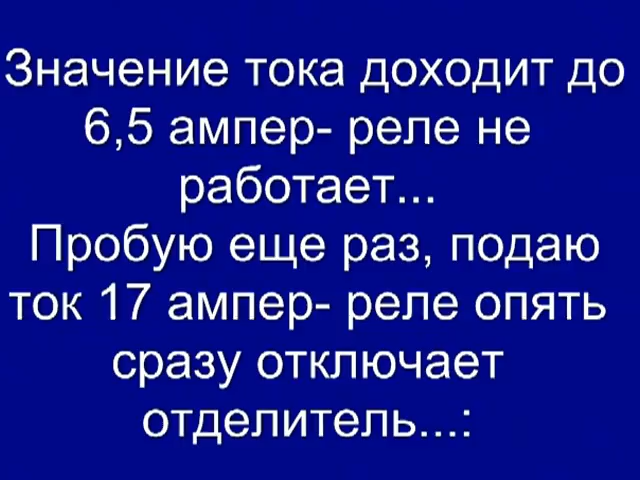 Значение тока доходит до
6,5 ампер- реле не
работает...
Пробую еще раз, подаю
ток 17 ампер- реле опять
сразу отключает
отделитель...: